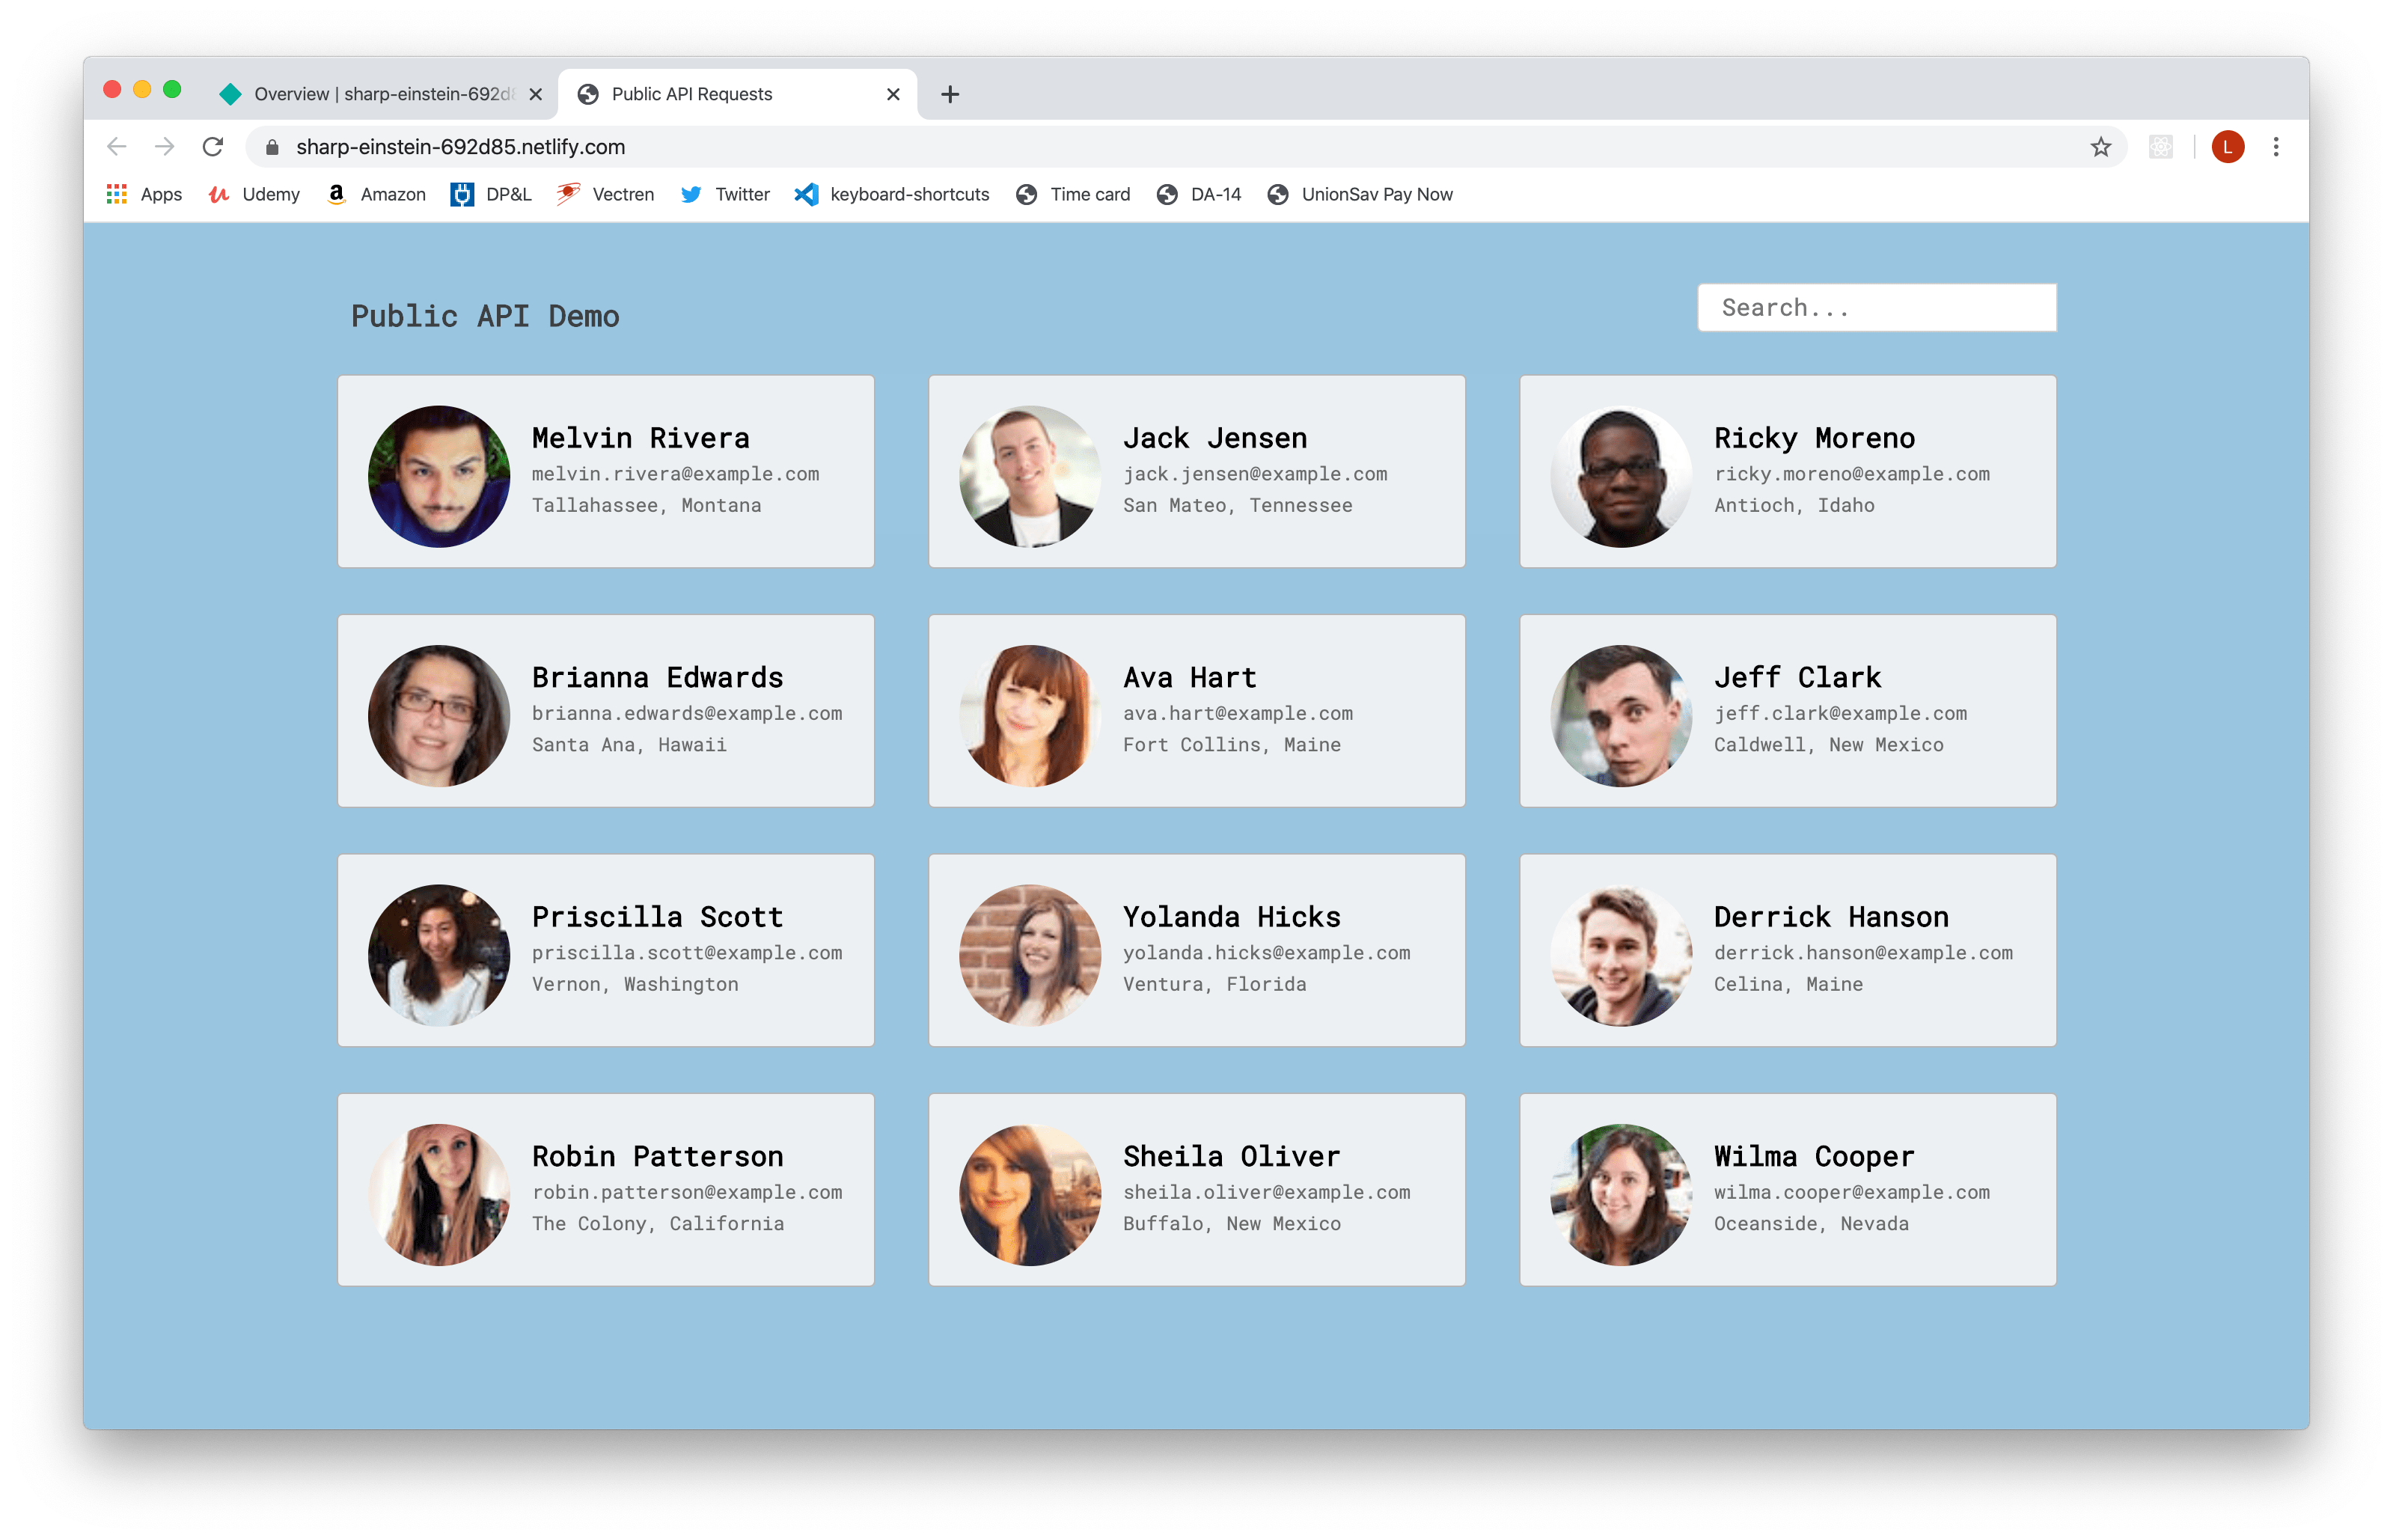 Overview | sharp-einstein-692d8
Public API Requests
sharp-einstein-692d85.netlify.com
L
Apps
Udemy
Amazon
DP&L
Vectren
Twitter
keyboard-shortcuts
Time card
DA-14
UnionSav Pay Now
Public API Demo
Search...
Melvin Rivera
melvin.rivera@example.com
Tallahassee, Montana
Jack Jensen
jack.jensen@example.com
San Mateo, Tennessee
Ricky Moreno
ricky.moreno@example.com
Antioch, Idaho
Brianna Edwards
brianna.edwards@example.com
Santa Ana, Hawaii
Ava Hart
ava.hart@example.com
Fort Collins, Maine
Jeff Clark
jeff.clark@example.com
Caldwell, New Mexico
Priscilla Scott
priscilla.scott@example.com
Vernon, Washington
Yolanda Hicks
yolanda.hicks@example.com
Ventura, Florida
Derrick Hanson
derrick.hanson@example.com
Celina, Maine
Robin Patterson
robin.patterson@example.com
The Colony, California
Sheila Oliver
sheila.oliver@example.com
Buffalo, New Mexico
Wilma Cooper
wilma.cooper@example.com
Oceanside, Nevada